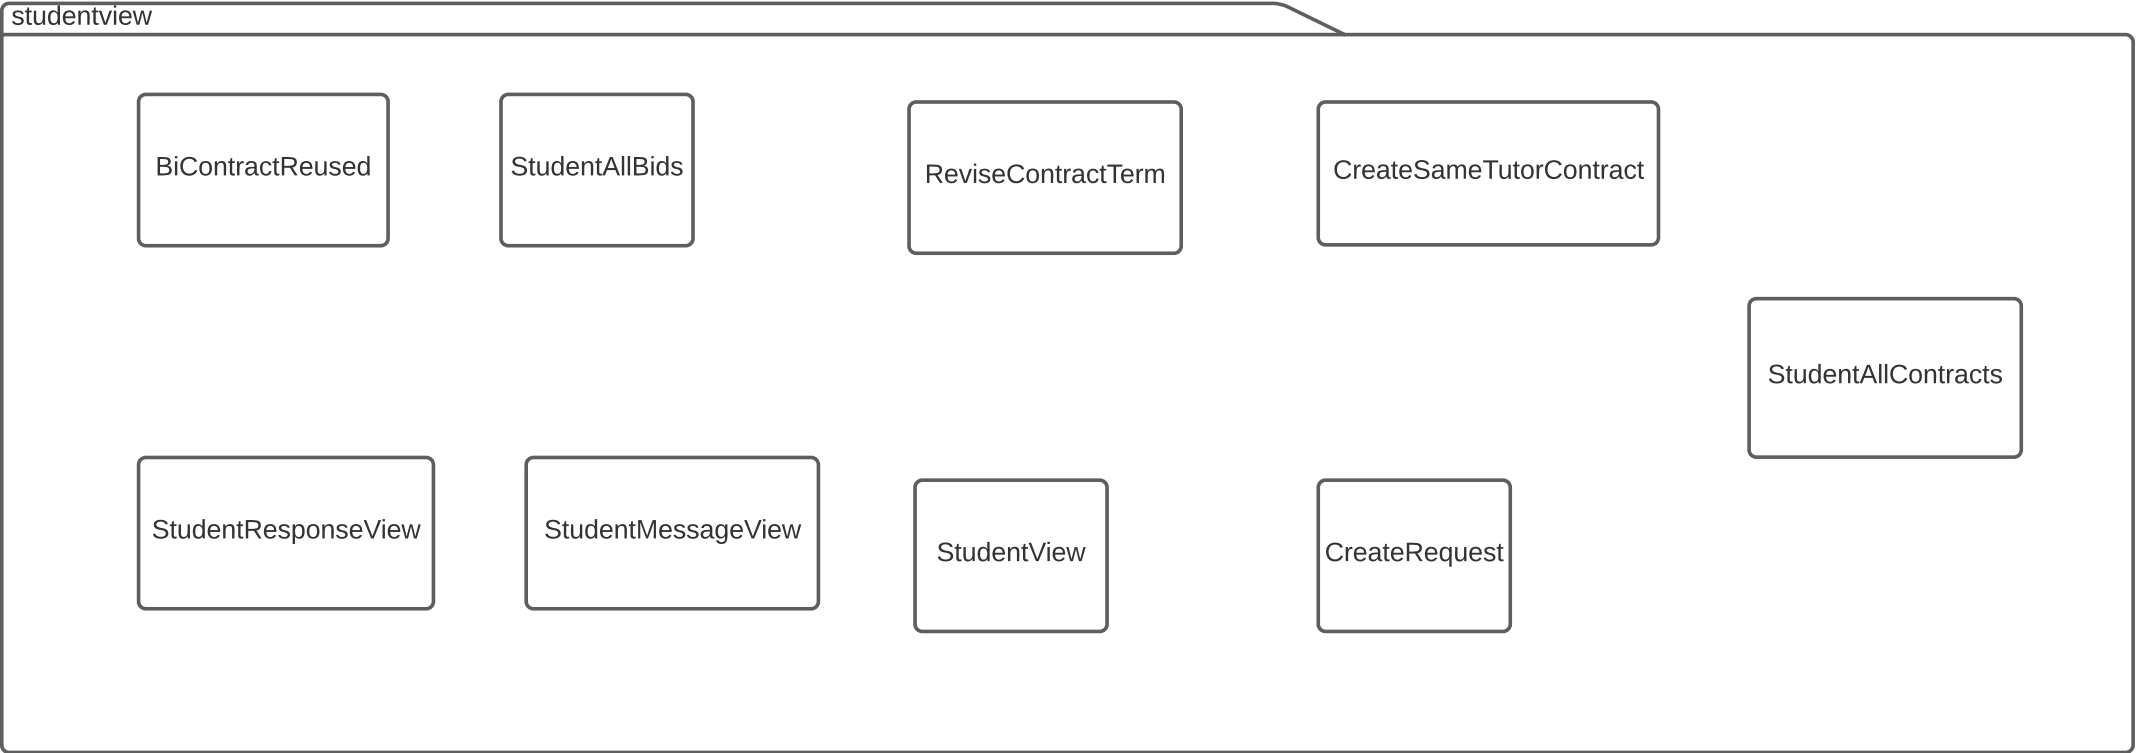 studentview
BiContractReused
StudentAllBids
ReviseContractTerm
CreateSameTutorContract
StudentAllContracts
StudentResponseView
StudentMessageView
StudentView
CreateRequest